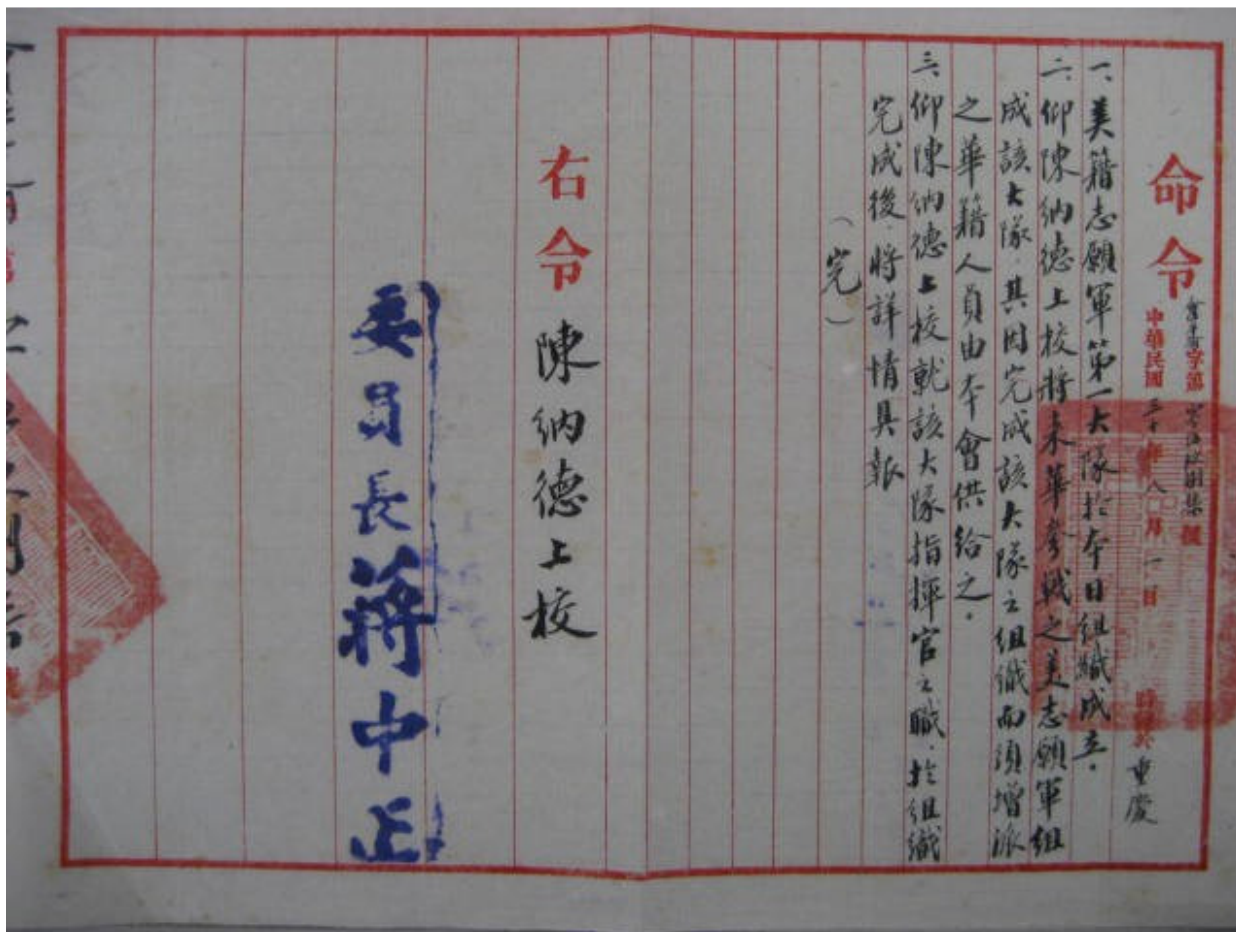 命令
字第 號
中華民國三十年八月一日
重慶
一、美籍志願軍第一大隊於本日組織成立。
二、仰陳納德上校將來華參戰之美志願軍組
成該大隊，其因完成該大隊之組織而須增派
之華籍人員由本會供給之。
三、仰陳納德上校就該大隊指揮官之職，於組織
完成後，將詳情具報
（完）
右令陳納德上校
委員長蔣中正